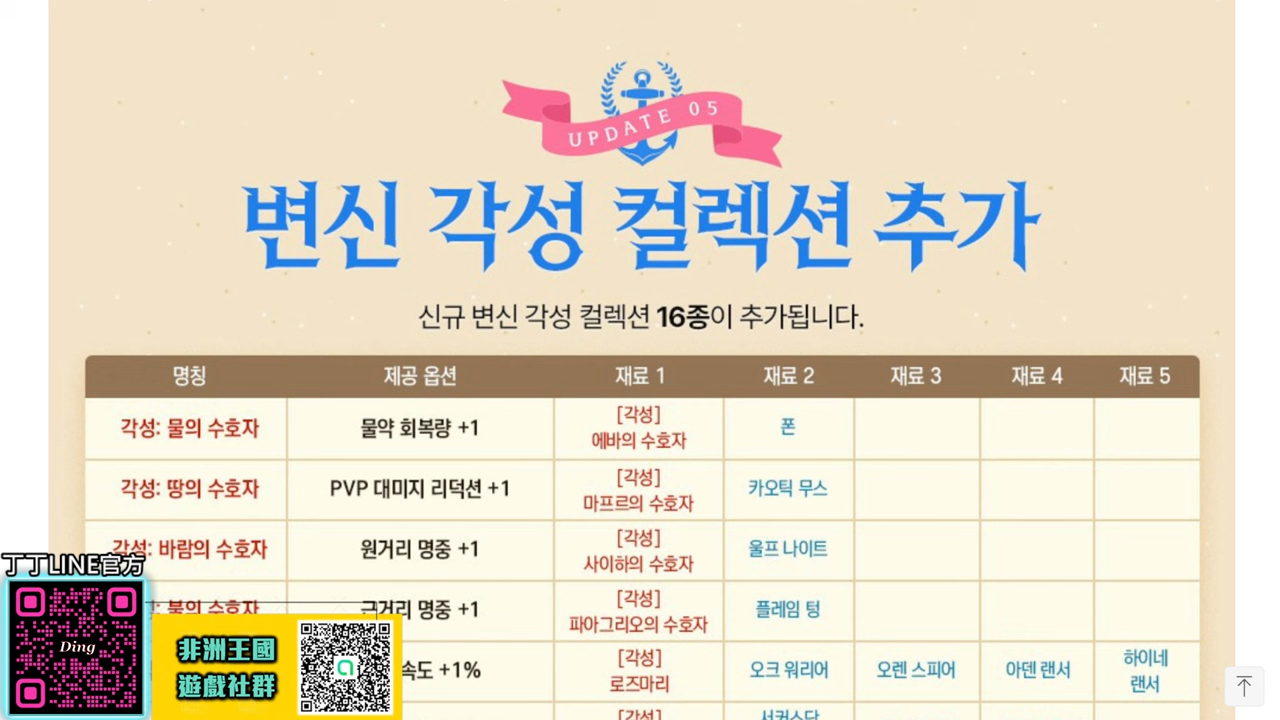 UPDATE 05
변신 각성 컬렉션 추가
신규 변신 각성 컬렉션 16종이 추가됩니다.
명칭 제공 옵션 재료 1 재료 2 재료 3 재료 4 재료 5
각성: 물의 수호자 물약 회복량 +1 [각성] 에바의 수호자 폰
각성: 땅의 수호자 PVP 대미지 리덕션 +1 [각성] 마프르의 수호자 카오틱 무스
각성: 바람의 수호자 원거리 명중 +1 [각성] 사이하의 수호자 울프 나이트
불의 수호자 근거리 명중 +1 [각성] 파아그리오의 수호자 플레임 텅
속도 +1% [각성] 로즈마리 오크 워리어 오렌 스피어 아덴 랜서 하이네 랜서
[각성]
丁丁LINE官方
Ding
非洲王國
遊戲社群